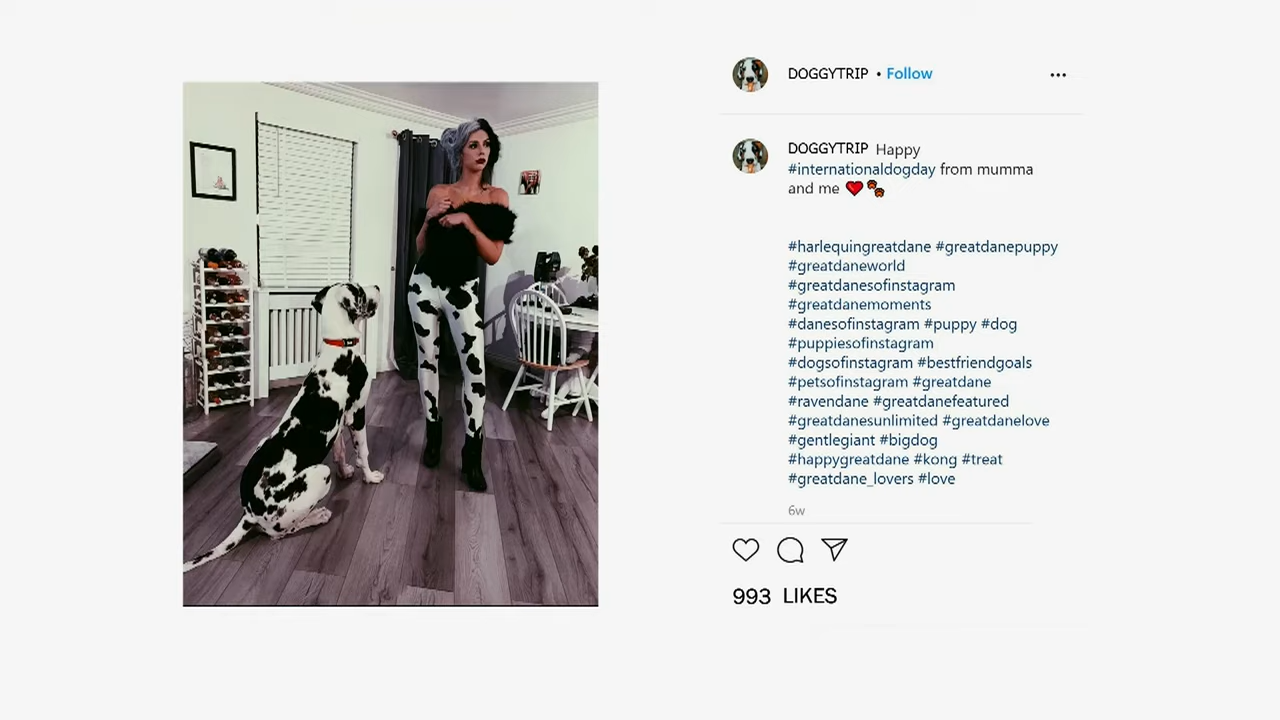 DOGGYTRIP • Follow
DOGGYTRIP Happy
#internationaldogday from mumma
and me ❤️🐾
#harlequingreatdane #greatdanepuppy
#greatdaneworld
#greatdanesofinstagram
#greatdanemoments
#danesofinstagram #puppy #dog
#puppiesofinstagram
#dogsofinstagram #bestfriendgoals
#petsofinstagram #greatdane
#ravendane #greatdanefeatured
#greatdanesunlimited #greatdanelove
#gentlegiant #bigdog
#happygreatdane #kong #treat
#greatdane_lovers #love
6w
993 LIKES